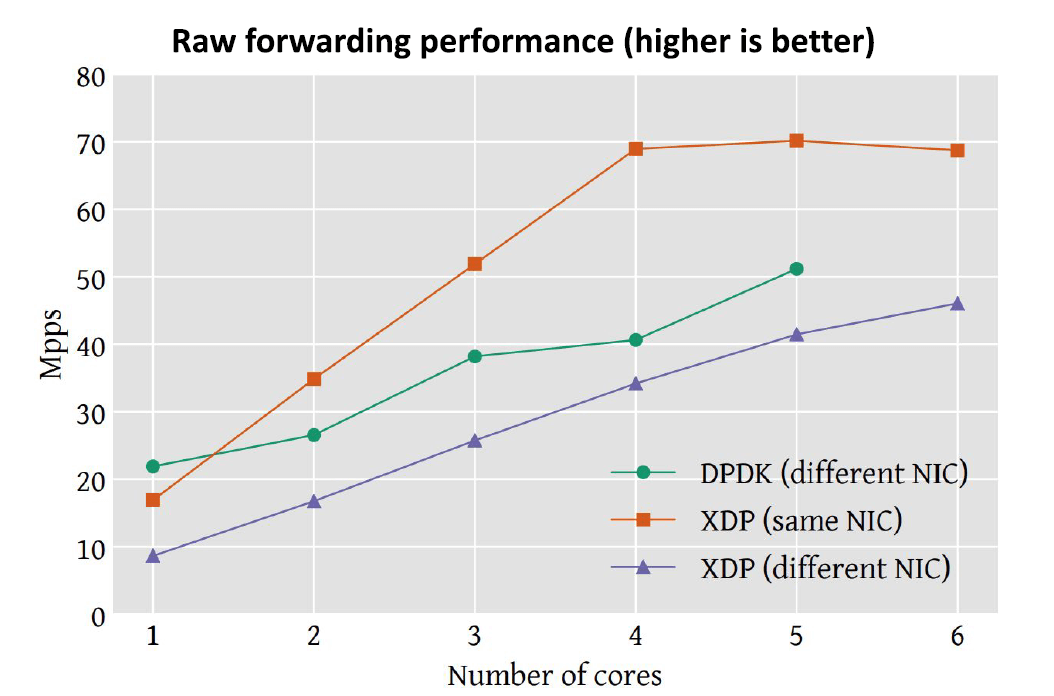 Raw forwarding performance (higher is better)
80
70
60
50
40
30
20
10
0
Mpps
DPDK (different NIC)
XDP (same NIC)
XDP (different NIC)
1 2 3 4 5 6
Number of cores